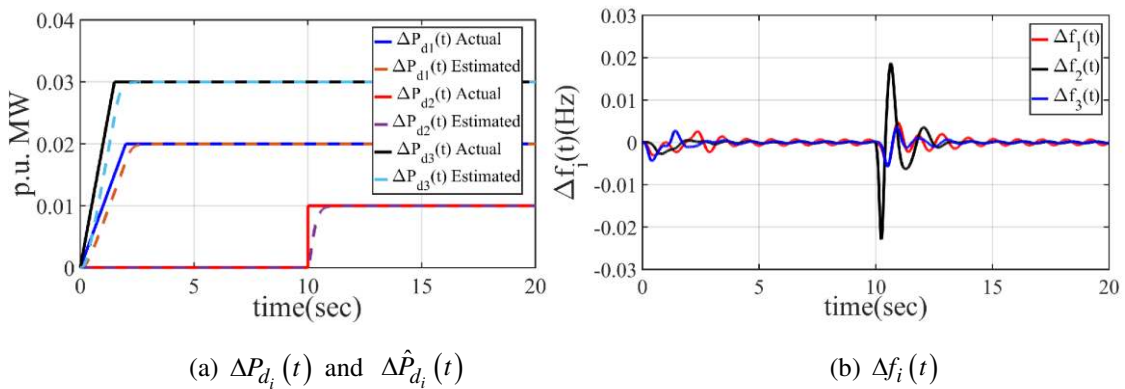 0.04
0.03
0.02
0.01
0
p.u. MW
ΔP_d1(t) Actual
ΔP_d1(t) Estimated
ΔP_d2(t) Actual
ΔP_d2(t) Estimated
ΔP_d3(t) Actual
ΔP_d3(t) Estimated
0 5 10 15 20
time(sec)
(a) ΔP_{d_i}(t) and ΔP̂_{d_i}(t)
0.03
0.02
0.01
0
-0.01
-0.02
-0.03
Δf_i(t)(Hz)
Δf_1(t)
Δf_2(t)
Δf_3(t)
0 5 10 15 20
time(sec)
(b) Δf_i(t)